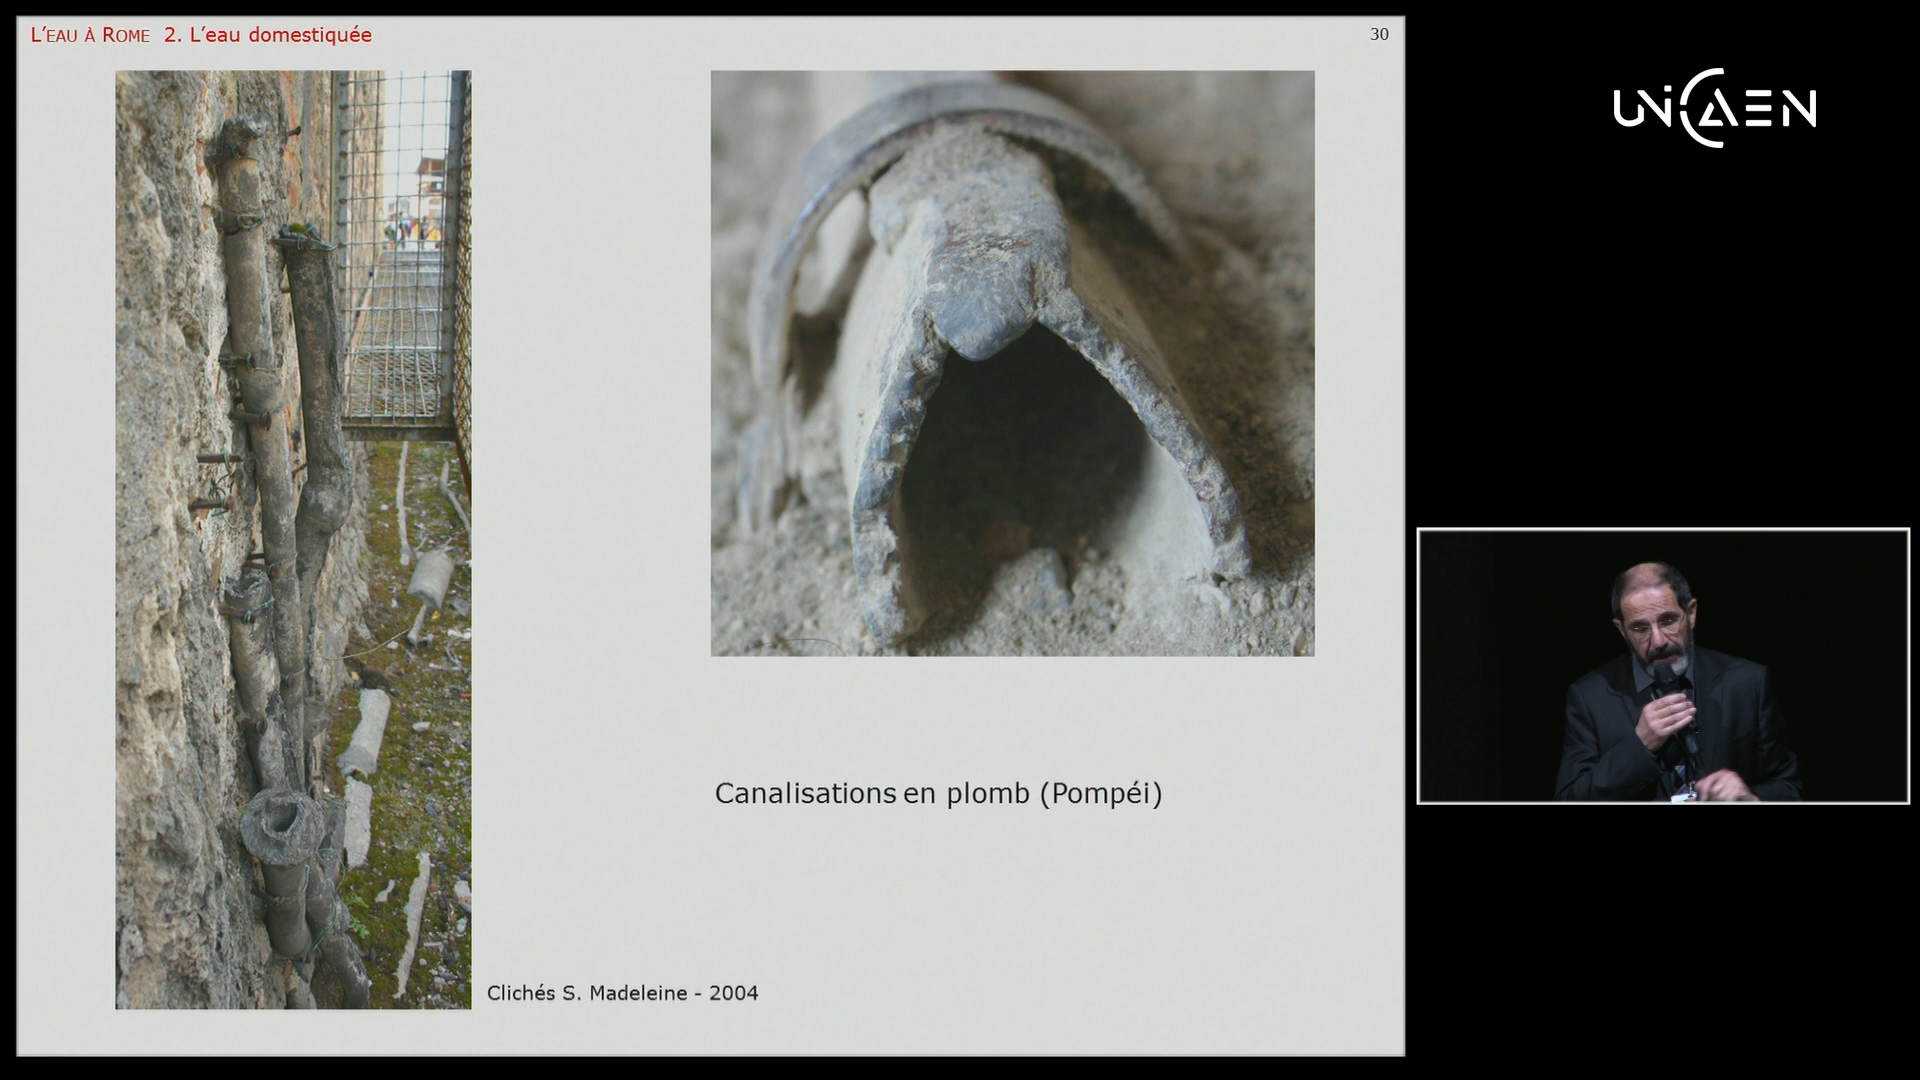 L'EAU À ROME 2. L'eau domestiquée
30
UNICAEN
Canalisations en plomb (Pompéi)
Clichés S. Madeleine - 2004